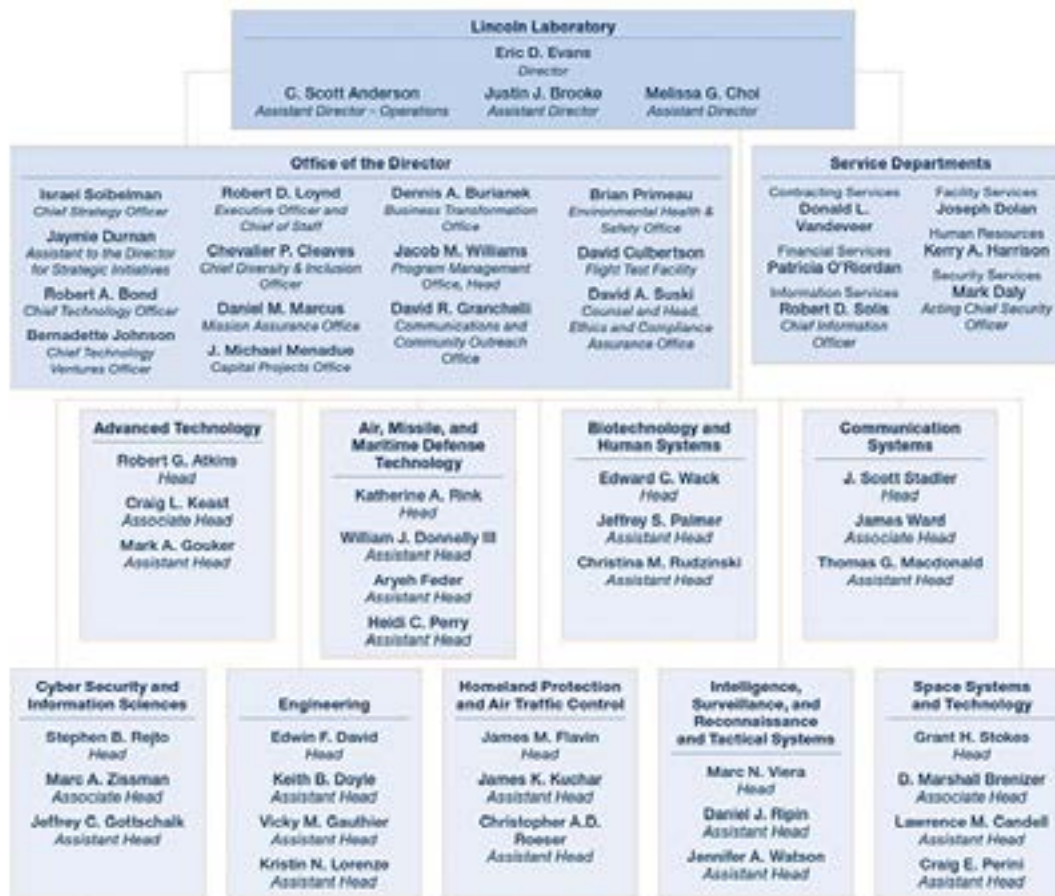 Lincoln Laboratory
Eric D. Evans
Director
C. Scott Anderson
Assistant Director – Operations
Justin J. Brooke
Assistant Director
Melissa G. Choi
Assistant Director
Office of the Director
Israel Soibelman
Chief Strategy Officer
Jaymie Durnan
Assistant to the Director
for Strategic Initiatives
Robert A. Bond
Chief Technology Officer
Bernadette Johnson
Chief Technology
Ventures Officer
Robert D. Loynd
Executive Officer and
Chief of Staff
Chevalier P. Cleaves
Chief Diversity & Inclusion
Officer
Daniel M. Marcus
Mission Assurance Office
J. Michael Menadue
Capital Projects Office
Dennis A. Burianek
Business Transformation
Office
Jacob M. Williams
Program Management
Office, Head
David R. Granchelli
Communications and
Community Outreach
Office
Brian Primeau
Environmental Health &
Safety Office
David Culbertson
Flight Test Facility
David A. Suski
Counsel and Head,
Ethics and Compliance
Assurance Office
Service Departments
Contracting Services
Donald L.
Vandeveer
Financial Services
Patricia O'Riordan
Information Services
Robert D. Solis
Chief Information
Officer
Facility Services
Joseph Dolan
Human Resources
Kerry A. Harrison
Security Services
Mark Daly
Acting Chief Security
Officer
Advanced Technology
Robert G. Atkins
Head
Craig L. Keast
Associate Head
Mark A. Gouker
Assistant Head
Air, Missile, and
Maritime Defense
Technology
Katherine A. Rink
Head
William J. Donnelly III
Assistant Head
Aryeh Feder
Assistant Head
Heidi C. Perry
Assistant Head
Biotechnology and
Human Systems
Edward C. Wack
Head
Jeffrey S. Palmer
Assistant Head
Christina M. Rudzinski
Assistant Head
Communication
Systems
J. Scott Stadler
Head
James Ward
Associate Head
Thomas G. Macdonald
Assistant Head
Cyber Security and
Information Sciences
Stephen B. Rejto
Head
Marc A. Zissman
Associate Head
Jeffrey C. Gottschalk
Assistant Head
Engineering
Edwin F. David
Head
Keith B. Doyle
Assistant Head
Vicky M. Gauthier
Assistant Head
Kristin N. Lorenze
Assistant Head
Homeland Protection
and Air Traffic Control
James M. Flavin
Head
James K. Kuchar
Assistant Head
Christopher A.D.
Roeser
Assistant Head
Intelligence,
Surveillance, and
Reconnaissance
and Tactical Systems
Marc N. Viera
Head
Daniel J. Ripin
Assistant Head
Jennifer A. Watson
Assistant Head
Space Systems
and Technology
Grant H. Stokes
Head
D. Marshall Brenizer
Associate Head
Lawrence M. Candell
Assistant Head
Craig E. Perini
Assistant Head